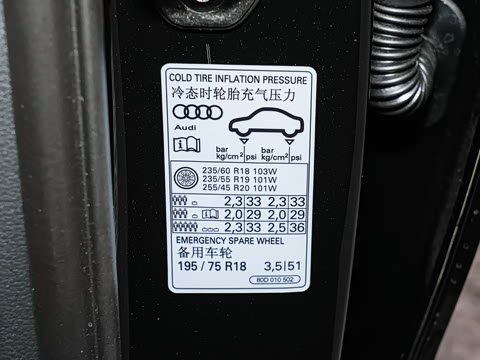 COLD TIRE INFLATION PRESSURE
冷态时轮胎充气压力
Audi
bar kg/cm² psi bar kg/cm² psi
235/60 R18 103W
235/55 R19 101W
255/45 R20 101W
2,3 33 2,3 33
2,0 29 2,0 29
2,3 33 2,5 36
EMERGENCY SPARE WHEEL
备用车轮
195/75 R18 3,5 51
80D 010 502